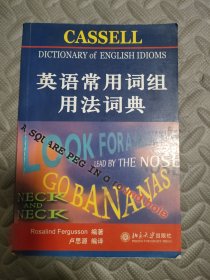 CASSELL
DICTIONARY of ENGLISH IDIOMS
英语常用词组
用法词典
A SQUARE PEG IN A
LOOK FOR A
LEAD BY THE NOSE
GO BANANAS
NECK
AND
NECK
Rosalind Fergusson 编著
卢思源 编译
北京大学出版社